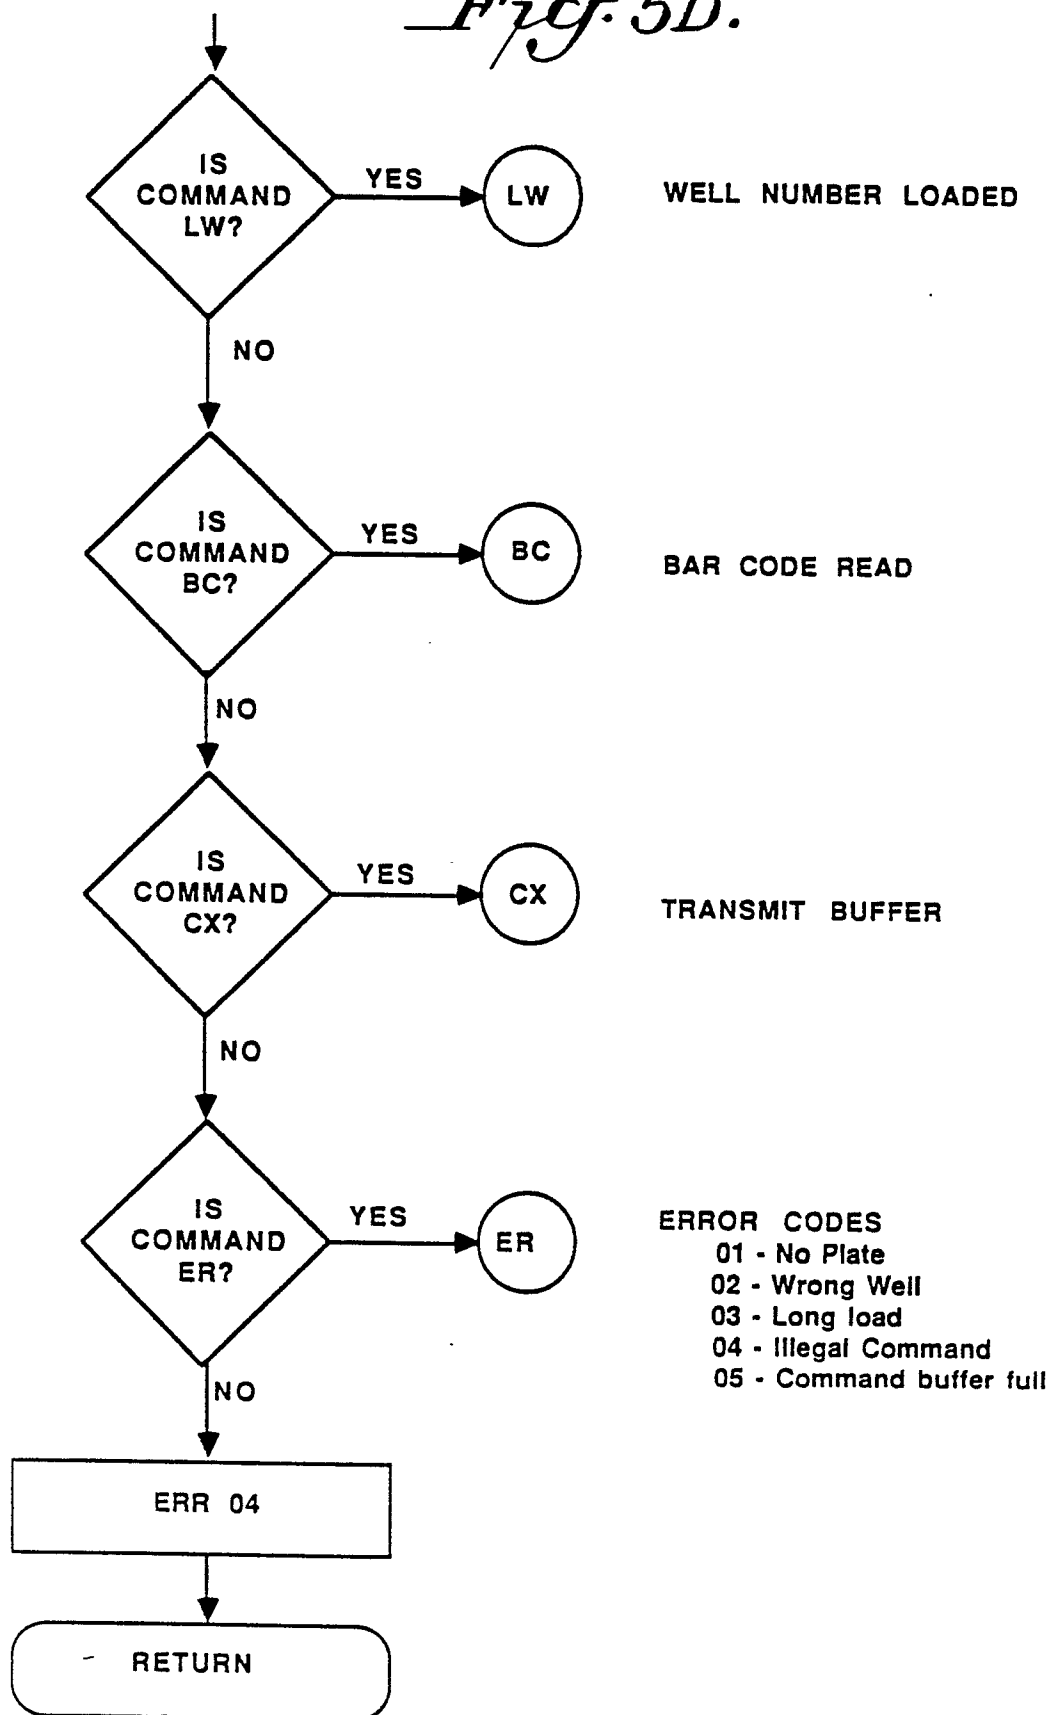 Fig. 5D.
IS
COMMAND
LW?
YES
LW
WELL NUMBER LOADED
NO
IS
COMMAND
BC?
YES
BC
BAR CODE READ
NO
IS
COMMAND
CX?
YES
CX
TRANSMIT BUFFER
NO
IS
COMMAND
ER?
YES
ER
ERROR CODES
01 - No Plate
02 - Wrong Well
03 - Long load
04 - Illegal Command
05 - Command buffer full
NO
ERR 04
RETURN